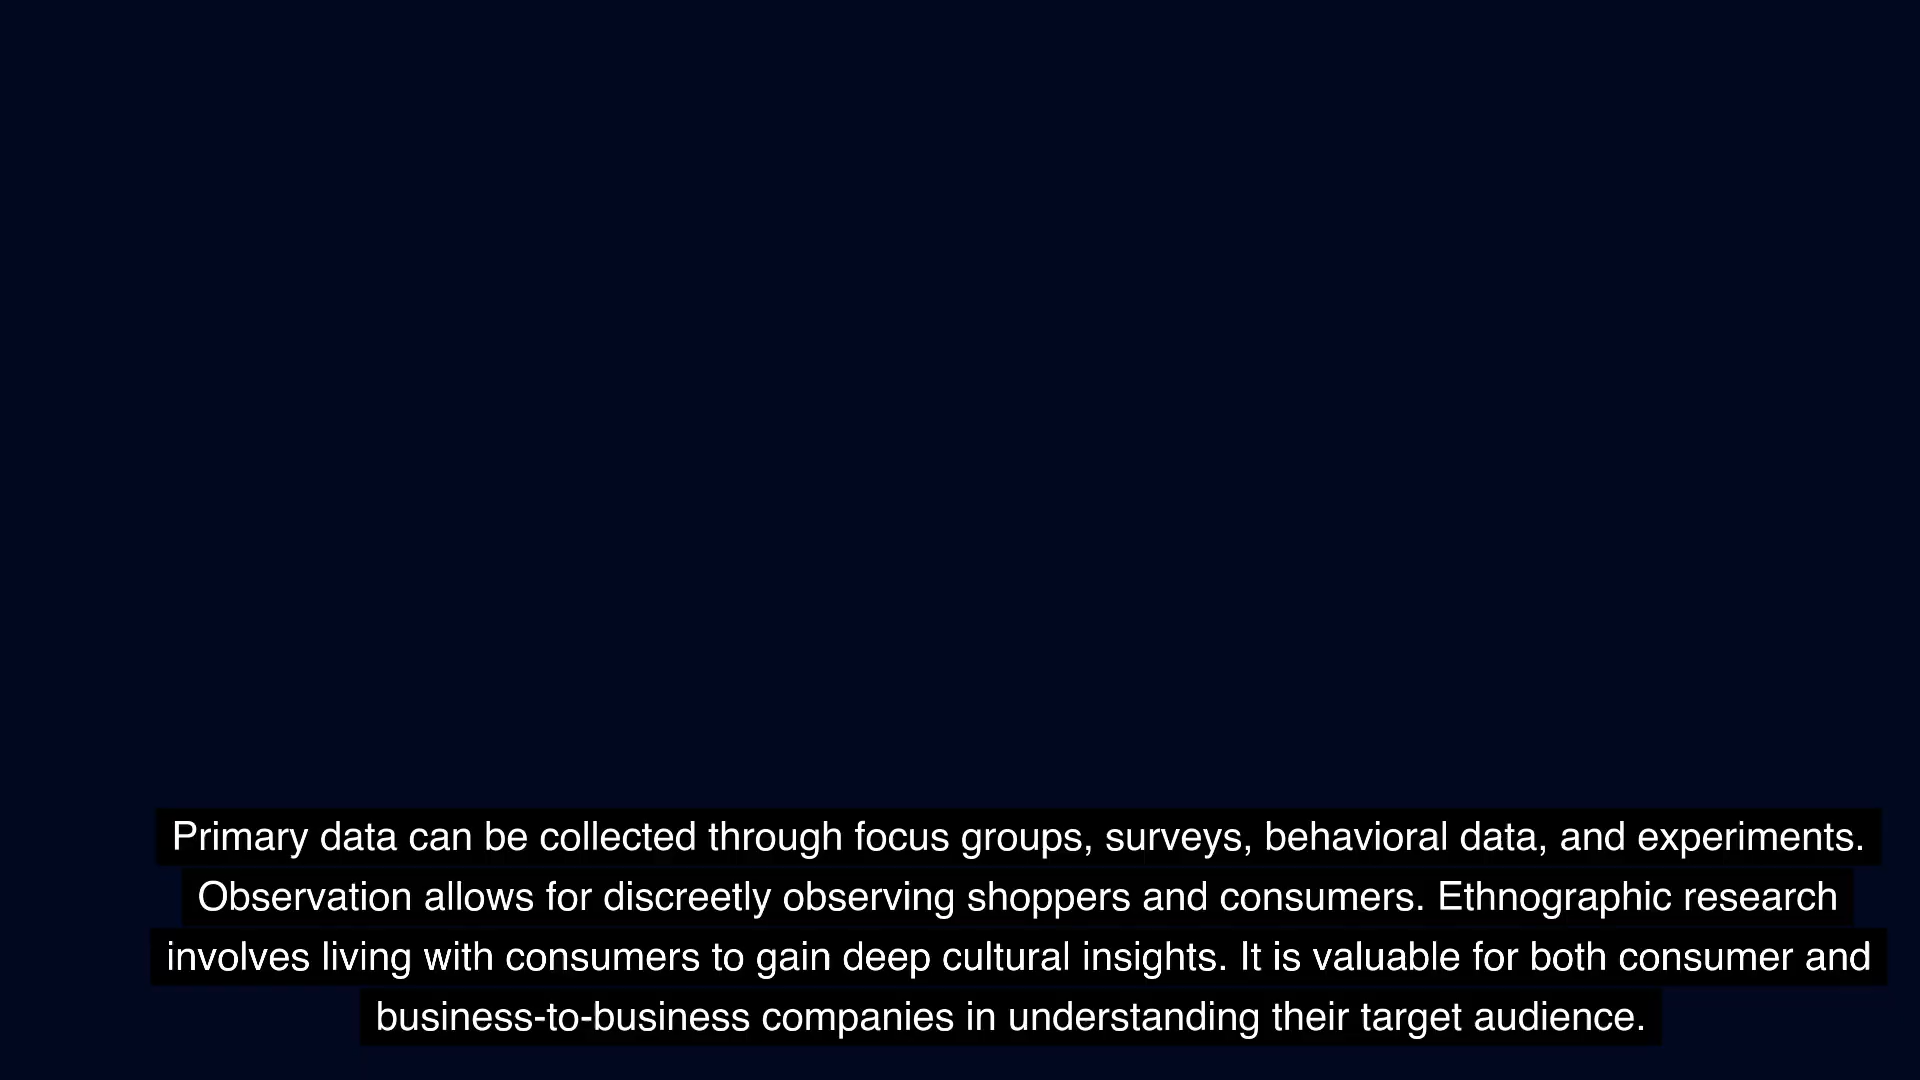 Primary data can be collected through focus groups, surveys, behavioral data, and experiments.
Observation allows for discreetly observing shoppers and consumers. Ethnographic research
involves living with consumers to gain deep cultural insights. It is valuable for both consumer and
business-to-business companies in understanding their target audience.